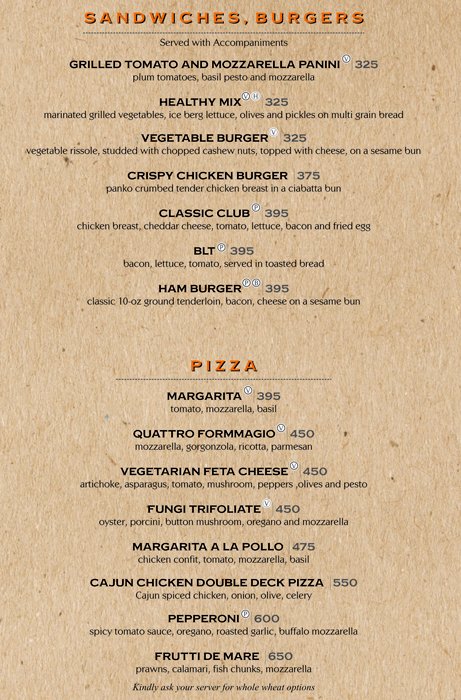 SANDWICHES, BURGERS
Served with Accompaniments
GRILLED TOMATO AND MOZZARELLA PANINI V 325
plum tomatoes, basil pesto and mozzarella
HEALTHY MIX V H 325
marinated grilled vegetables, ice berg lettuce, olives and pickles on multi grain bread
VEGETABLE BURGER V 325
vegetable rissole, studded with chopped cashew nuts, topped with cheese, on a sesame bun
CRISPY CHICKEN BURGER 375
panko crumbed tender chicken breast in a ciabatta bun
CLASSIC CLUB P 395
chicken breast, cheddar cheese, tomato, lettuce, bacon and fried egg
BLT P 395
bacon, lettuce, tomato, served in toasted bread
HAM BURGER P B 395
classic 10-oz ground tenderloin, bacon, cheese on a sesame bun
PIZZA
MARGARITA V 395
tomato, mozzarella, basil
QUATTRO FORMMAGIO V 450
mozzarella, gorgonzola, ricotta, parmesan
VEGETARIAN FETA CHEESE V 450
artichoke, asparagus, tomato, mushroom, peppers ,olives and pesto
FUNGI TRIFOLIATE V 450
oyster, porcini, button mushroom, oregano and mozzarella
MARGARITA A LA POLLO 475
chicken confit, tomato, mozzarella, basil
CAJUN CHICKEN DOUBLE DECK PIZZA 550
Cajun spiced chicken, onion, olive, celery
PEPPERONI P 600
spicy tomato sauce, oregano, roasted garlic, buffalo mozzarella
FRUTTI DE MARE 650
prawns, calamari, fish chunks, mozzarella
Kindly ask your server for whole wheat options